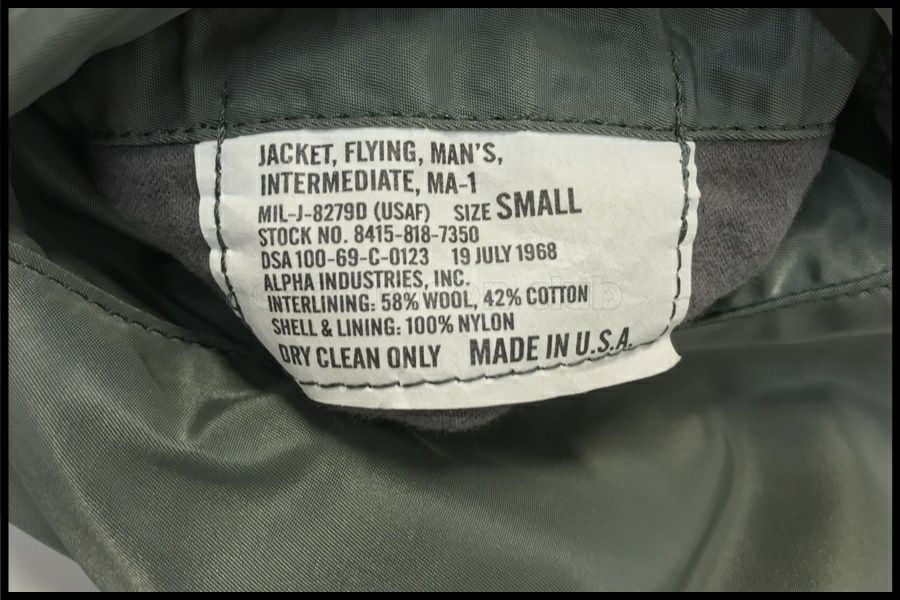 JACKET, FLYING, MAN'S,
INTERMEDIATE, MA-1
MIL-J-8279D (USAF) SIZE SMALL
STOCK NO. 8415-818-7350
DSA 100-69-C-0123 19 JULY 1968
ALPHA INDUSTRIES, INC.
INTERLINING: 58% WOOL, 42% COTTON
SHELL & LINING: 100% NYLON
DRY CLEAN ONLY MADE IN U.S.A.